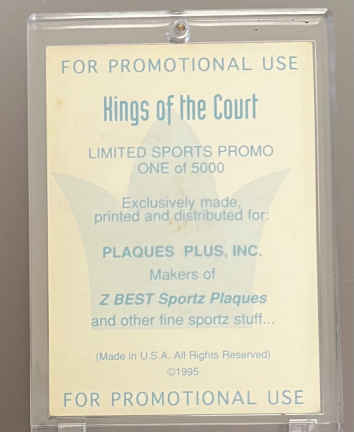 FOR PROMOTIONAL USE
Kings of the Court
LIMITED SPORTS PROMO
ONE of 5000
Exclusively made,
printed and distributed for:
PLAQUES PLUS, INC.
Makers of
Z BEST Sportz Plaques
and other fine sportz stuff...
(Made in U.S.A. All Rights Reserved)
©1995
FOR PROMOTIONAL USE